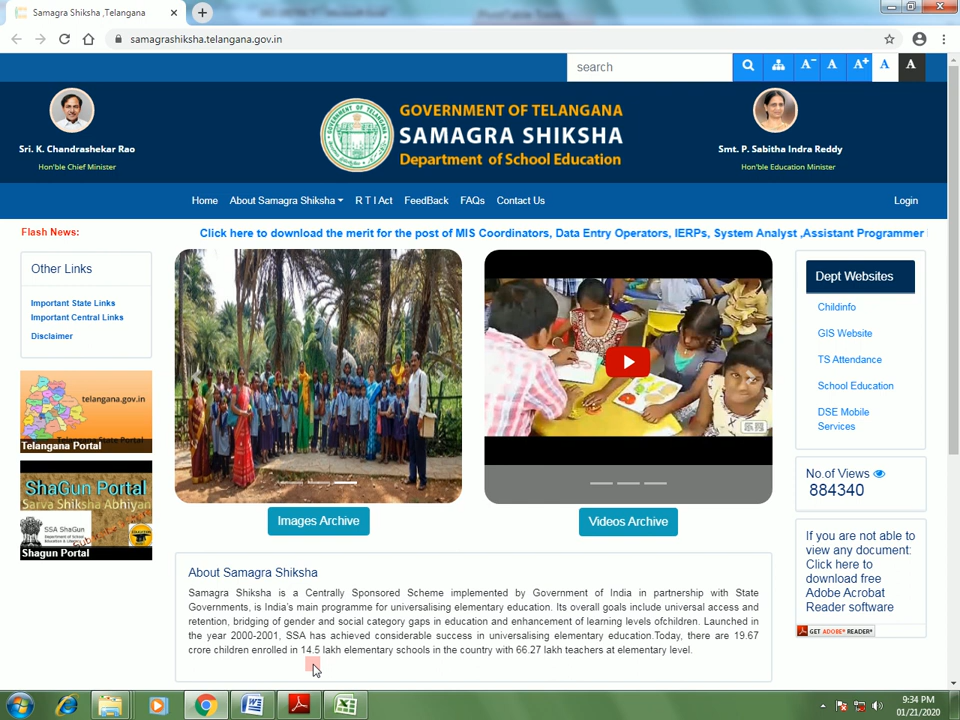 Samagra Shiksha ,Telangana
samagrashiksha.telangana.gov.in
search
A⁻ A A⁺ A A
Sri. K. Chandrashekar Rao
Hon'ble Chief Minister
GOVERNMENT OF TELANGANA
SAMAGRA SHIKSHA
Department of School Education
Smt. P. Sabitha Indra Reddy
Hon'ble Education Minister
Home About Samagra Shiksha R T I Act FeedBack FAQs Contact Us Login
Flash News:
Click here to download the merit for the post of MIS Coordinators, Data Entry Operators, IERPs, System Analyst ,Assistant Programmer
Other Links
Important State Links
Important Central Links
Disclaimer
telangana.gov.in
Telangana State Portal
Telangana Portal
ShaGun Portal
Sarva Shiksha Abhiyan
SSA ShaGun
Shagun Portal
乐视
Images Archive
Videos Archive
Dept Websites
Childinfo
GIS Website
TS Attendance
School Education
DSE Mobile
Services
No.of Views
884340
If you are not able to
view any document:
Click here to
download free
Adobe Acrobat
Reader software
GET ADOBE® READER®
About Samagra Shiksha
Samagra Shiksha is a Centrally Sponsored Scheme implemented by Government of India in partnership with State
Governments, is India's main programme for universalising elementary education. Its overall goals include universal access and
retention, bridging of gender and social category gaps in education and enhancement of learning levels ofchildren. Launched in
the year 2000-2001, SSA has achieved considerable success in universalising elementary education.Today, there are 19.67
crore children enrolled in 14.5 lakh elementary schools in the country with 66.27 lakh teachers at elementary level.
9:34 PM
01/21/2020